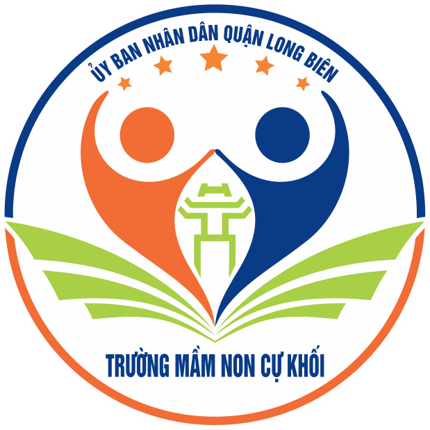 ỦY BAN NHÂN DÂN QUẬN LONG BIÊN
TRƯỜNG MẦM NON CỰ KHỐI